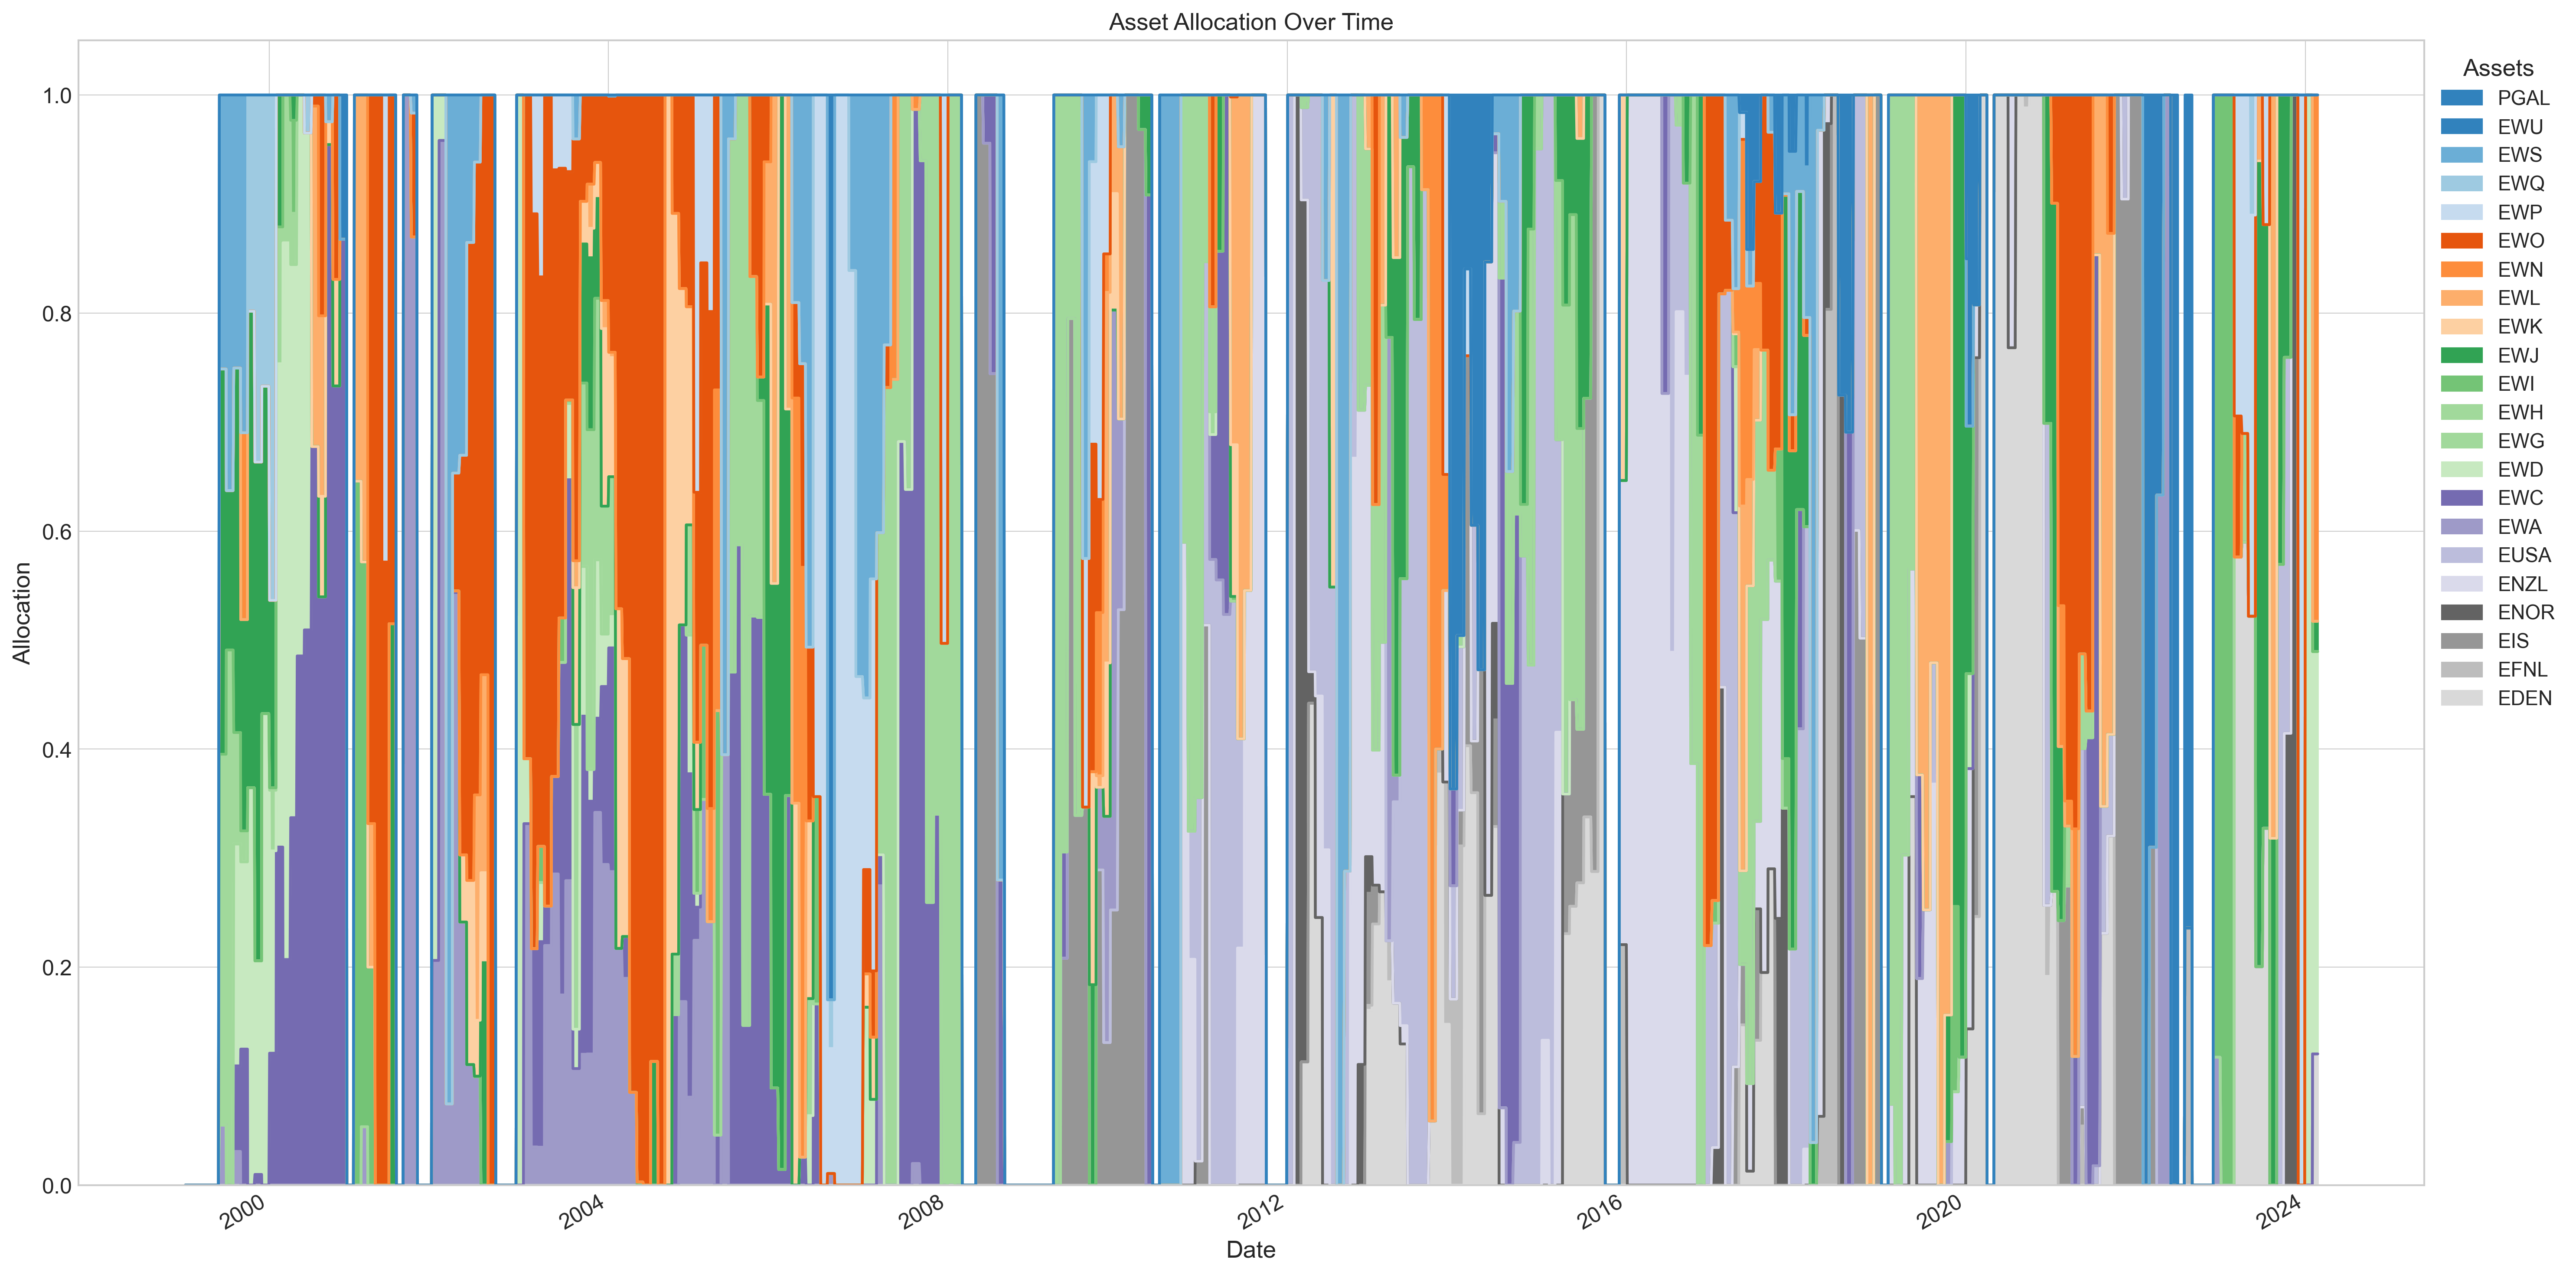 Asset Allocation Over Time
Assets
PGAL
EWU
EWS
EWQ
EWP
EWO
EWN
EWL
EWK
EWJ
EWI
EWH
EWG
EWD
EWC
EWA
EUSA
ENZL
ENOR
EIS
EFNL
EDEN
1.0
0.8
0.6
0.4
0.2
0.0
Allocation
2000
2004
2008
2012
2016
2020
2024
Date